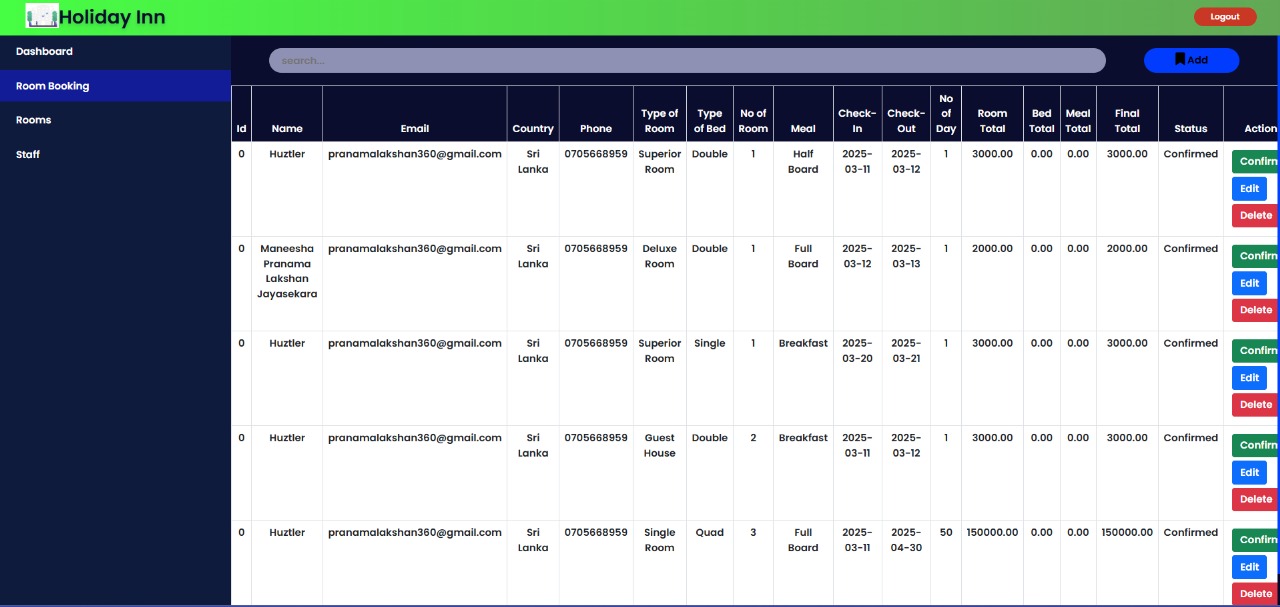 Holiday Inn
Logout
Dashboard
Room Booking
Rooms
Staff
search...
Add
Id Name Email Country Phone Type of Room Type of Bed No of Room Meal Check-In Check-Out No of Day Room Total Bed Total Meal Total Final Total Status Action
0 Huztler pranamalakshan360@gmail.com Sri Lanka 0705668959 Superior Room Double 1 Half Board 2025-03-11 2025-03-12 1 3000.00 0.00 0.00 3000.00 Confirmed Confirm
Edit
Delete
0 Maneesha Pranama Lakshan Jayasekara pranamalakshan360@gmail.com Sri Lanka 0705668959 Deluxe Room Double 1 Full Board 2025-03-12 2025-03-13 1 2000.00 0.00 0.00 2000.00 Confirmed Confirm
Edit
Delete
0 Huztler pranamalakshan360@gmail.com Sri Lanka 0705668959 Superior Room Single 1 Breakfast 2025-03-20 2025-03-21 1 3000.00 0.00 0.00 3000.00 Confirmed Confirm
Edit
Delete
0 Huztler pranamalakshan360@gmail.com Sri Lanka 0705668959 Guest House Double 2 Breakfast 2025-03-11 2025-03-12 1 3000.00 0.00 0.00 3000.00 Confirmed Confirm
Edit
Delete
0 Huztler pranamalakshan360@gmail.com Sri Lanka 0705668959 Single Room Quad 3 Full Board 2025-03-11 2025-04-30 50 150000.00 0.00 0.00 150000.00 Confirmed Confirm
Edit
Delete